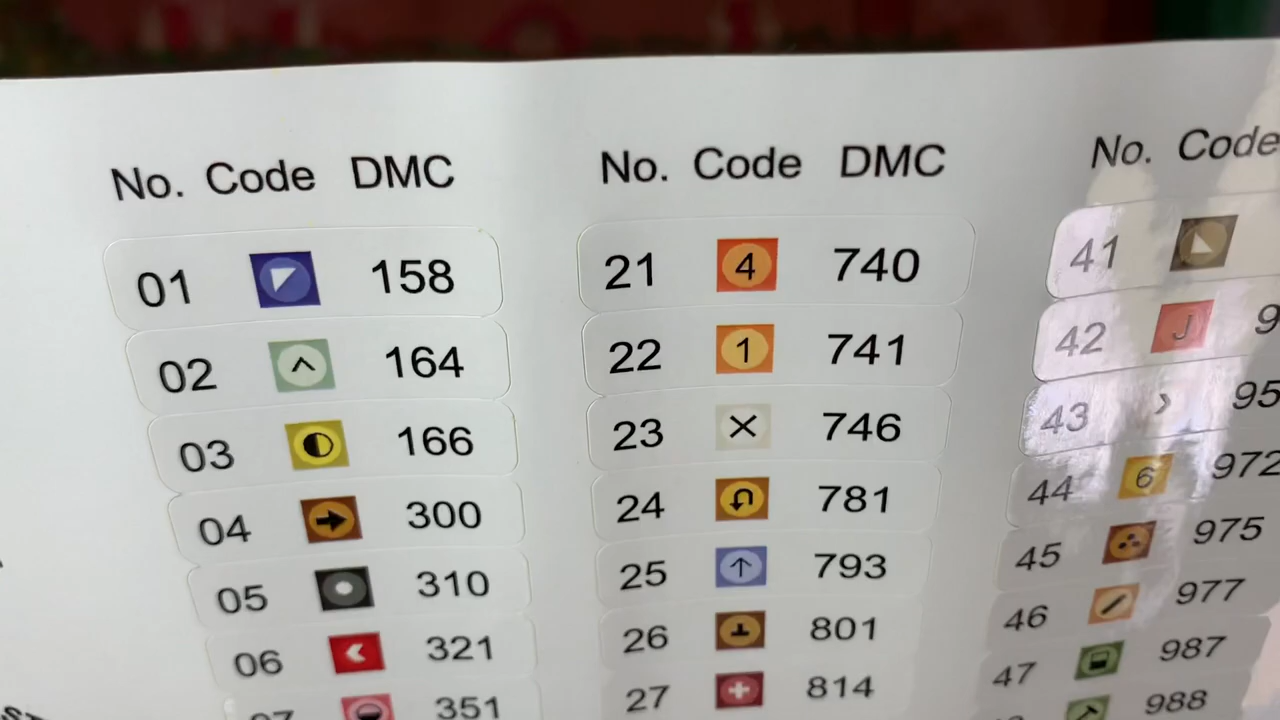 No. Code DMC
01 158
02 164
03 166
04 300
05 310
06 321
07 351
No. Code DMC
21 4 740
22 1 741
23 746
24 781
25 793
26 801
27 814
No. Code
41
42 J 9
43 95
44 6 972
45 975
46 977
47 987
988